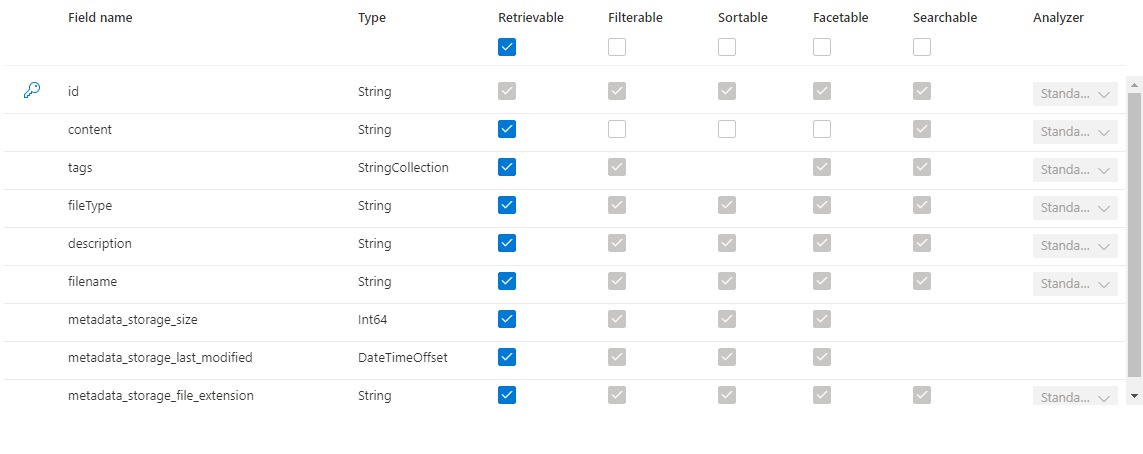 Field name Type Retrievable Filterable Sortable Facetable Searchable Analyzer
id String Standa...
content String Standa...
tags StringCollection Standa...
fileType String Standa...
description String Standa...
filename String Standa...
metadata_storage_size Int64
metadata_storage_last_modified DateTimeOffset
metadata_storage_file_extension String Standa...